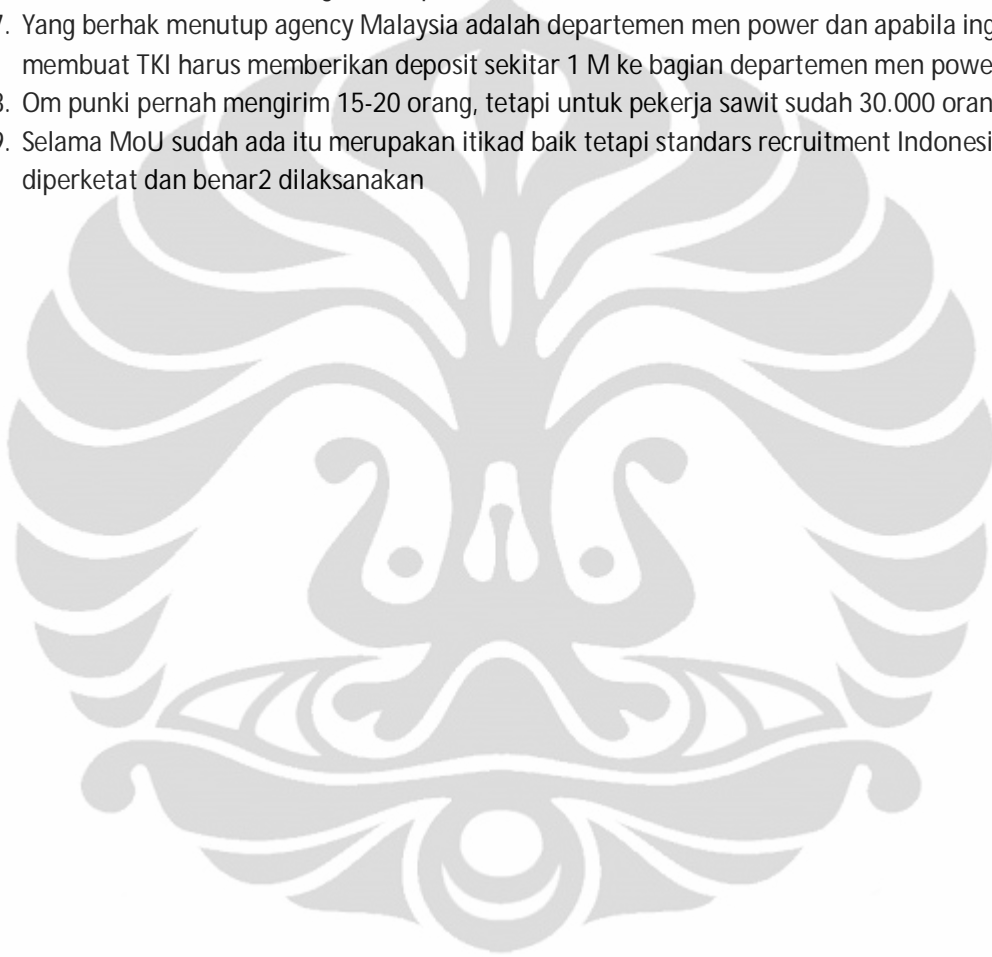 7. Yang berhak menutup agency Malaysia adalah departemen men power dan apabila ing
membuat TKI harus memberikan deposit sekitar 1 M ke bagian departemen men powe
8. Om punki pernah mengirim 15-20 orang, tetapi untuk pekerja sawit sudah 30.000 oran
9. Selama MoU sudah ada itu merupakan itikad baik tetapi standars recruitment Indonesi
diperketat dan benar2 dilaksanakan